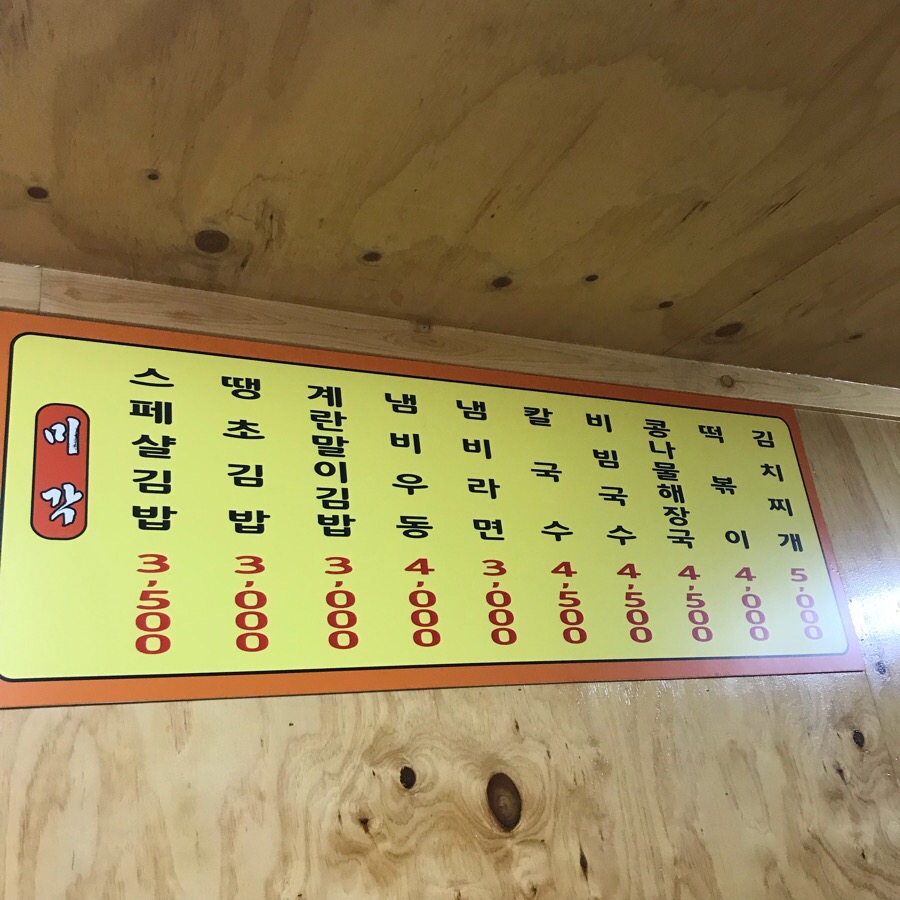 미각
스페샬김밥 3,500
땡초김밥 3,000
계란말이김밥 3,000
냄비우동 4,000
냄비라면 3,000
칼국수 4,500
비빔국수 4,500
콩나물해장국 4,500
떡볶이 4,000
김치찌개 5,000